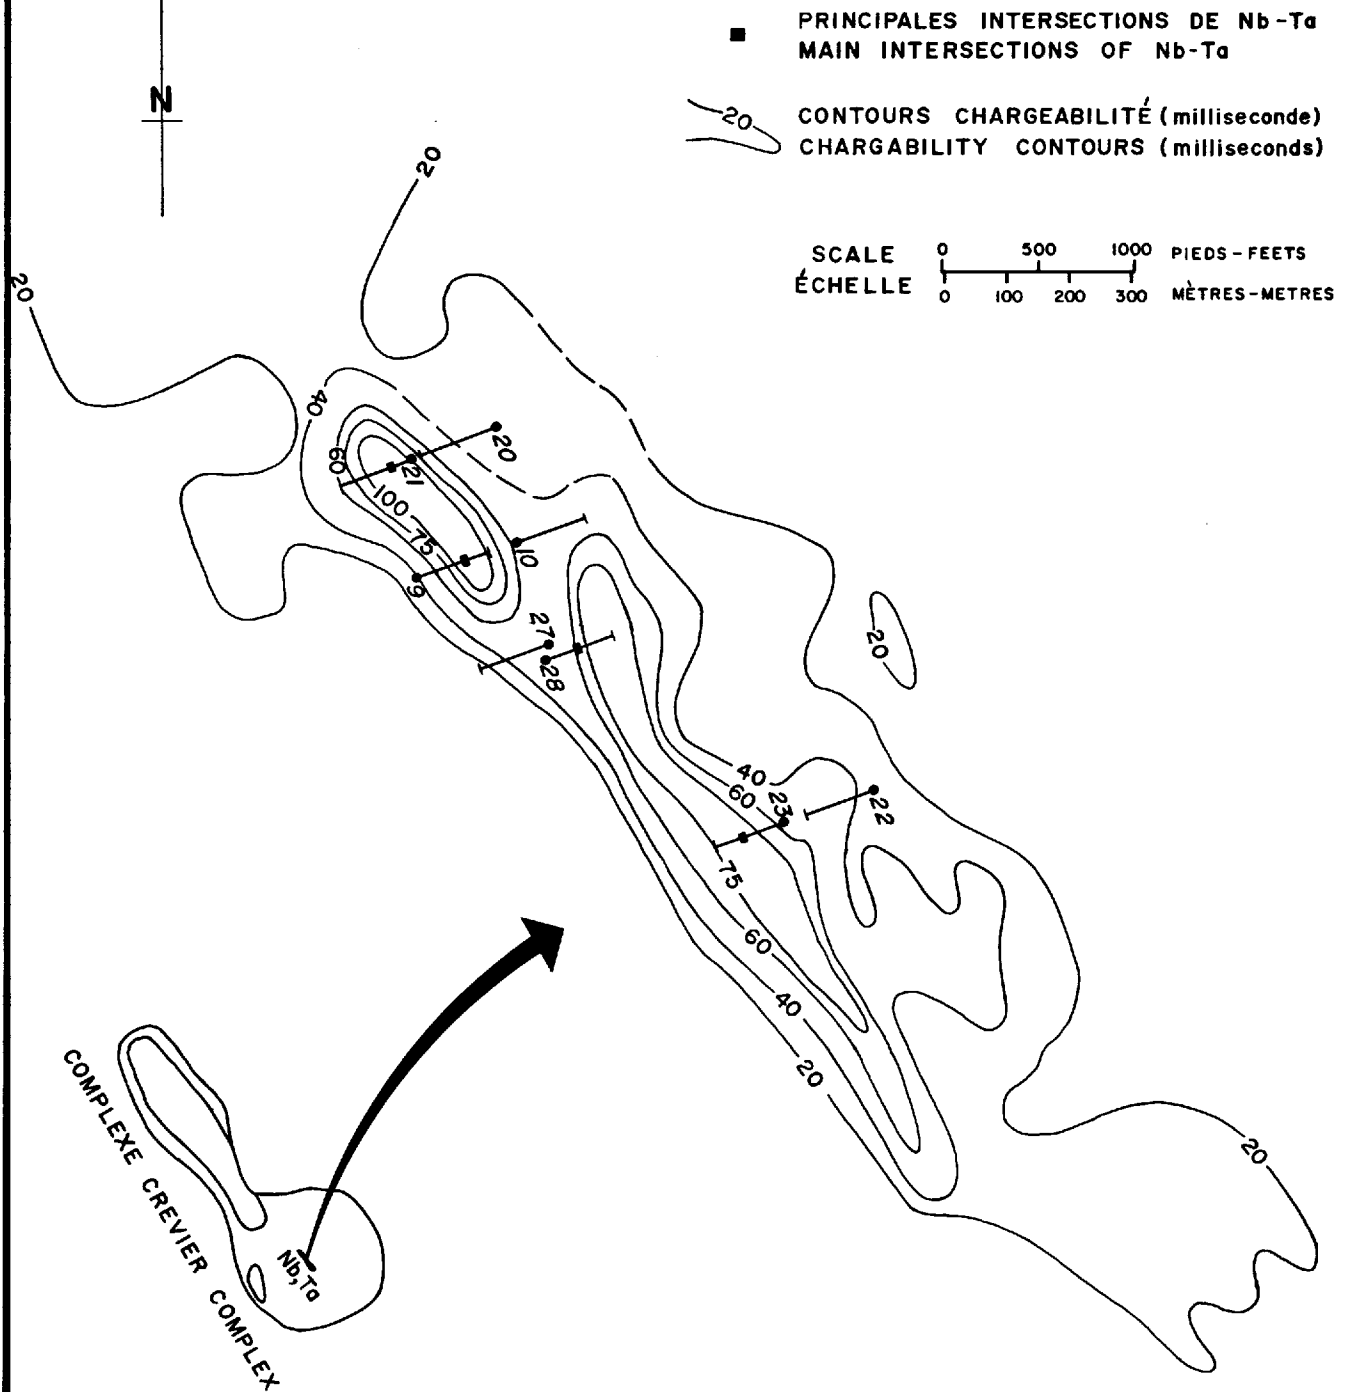 PRINCIPALES INTERSECTIONS DE Nb-Ta
MAIN INTERSECTIONS OF Nb-Ta
N
20
CONTOURS CHARGEABILITÉ (milliseconde)
CHARGABILITY CONTOURS (milliseconds)
20
SCALE
ÉCHELLE
0 500 1000 PIEDS-FEETS
0 100 200 300 MÈTRES-METRES
20
40
20
60
21
100
75
10
9
27
28
20
40
60
23
22
75
60
40
20
20
COMPLEXE CREVIER COMPLEX
Nb,Ta